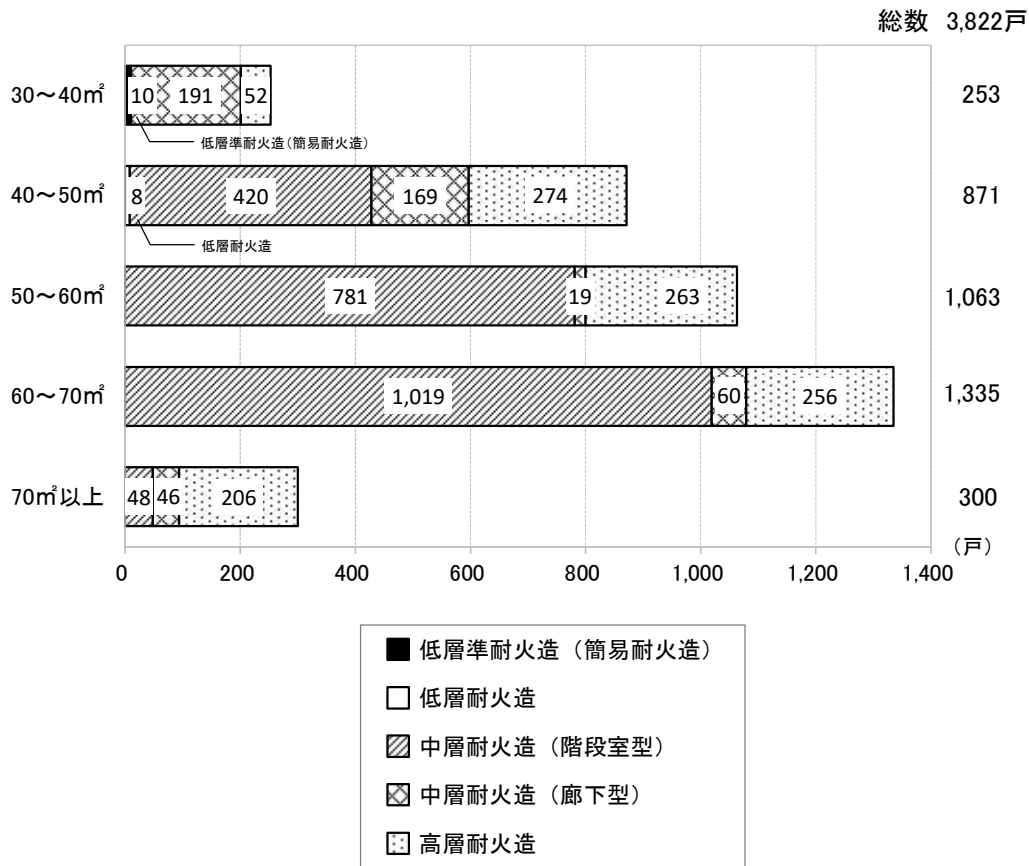 総数 3,822戸
30～40㎡ 10 191 52 253
低層準耐火造(簡易耐火造)
40～50㎡ 8 420 169 274 871
低層耐火造
50～60㎡ 781 19 263 1,063
60～70㎡ 1,019 60 256 1,335
70㎡以上 48 46 206 300
(戸)
0 200 400 600 800 1,000 1,200 1,400
低層準耐火造（簡易耐火造）
低層耐火造
中層耐火造（階段室型）
中層耐火造（廊下型）
高層耐火造